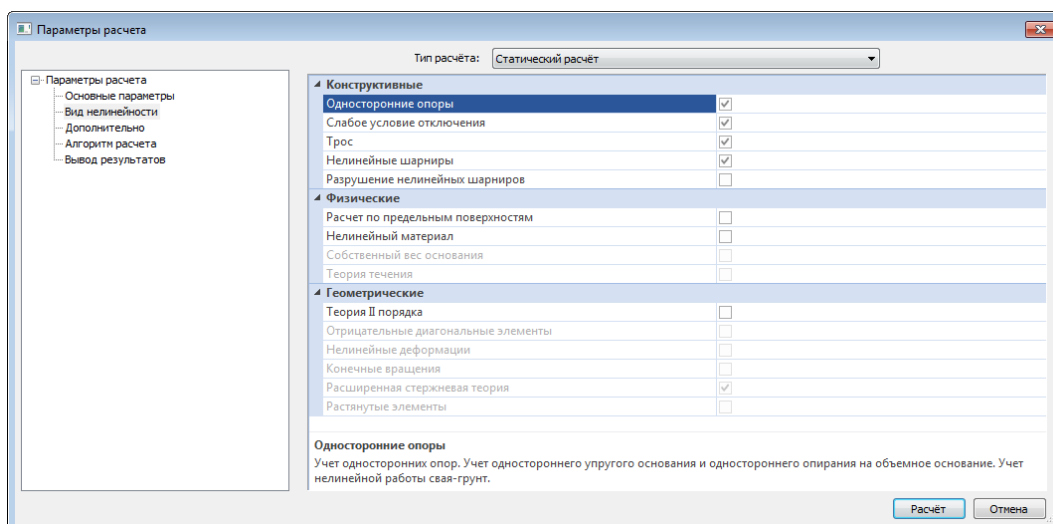 Параметры расчета
Тип расчёта: Статический расчёт
Параметры расчета
Основные параметры
Вид нелинейности
Дополнительно
Алгоритм расчета
Вывод результатов
Конструктивные
Односторонние опоры
Слабое условие отключения
Трос
Нелинейные шарниры
Разрушение нелинейных шарниров
Физические
Расчет по предельным поверхностям
Нелинейный материал
Собственный вес основания
Теория течения
Геометрические
Теория II порядка
Отрицательные диагональные элементы
Нелинейные деформации
Конечные вращения
Расширенная стержневая теория
Растянутые элементы
Односторонние опоры
Учет односторонних опор. Учет одностороннего упругого основания и одностороннего опирания на объемное основание. Учет
нелинейной работы свая-грунт.
Расчёт Отмена